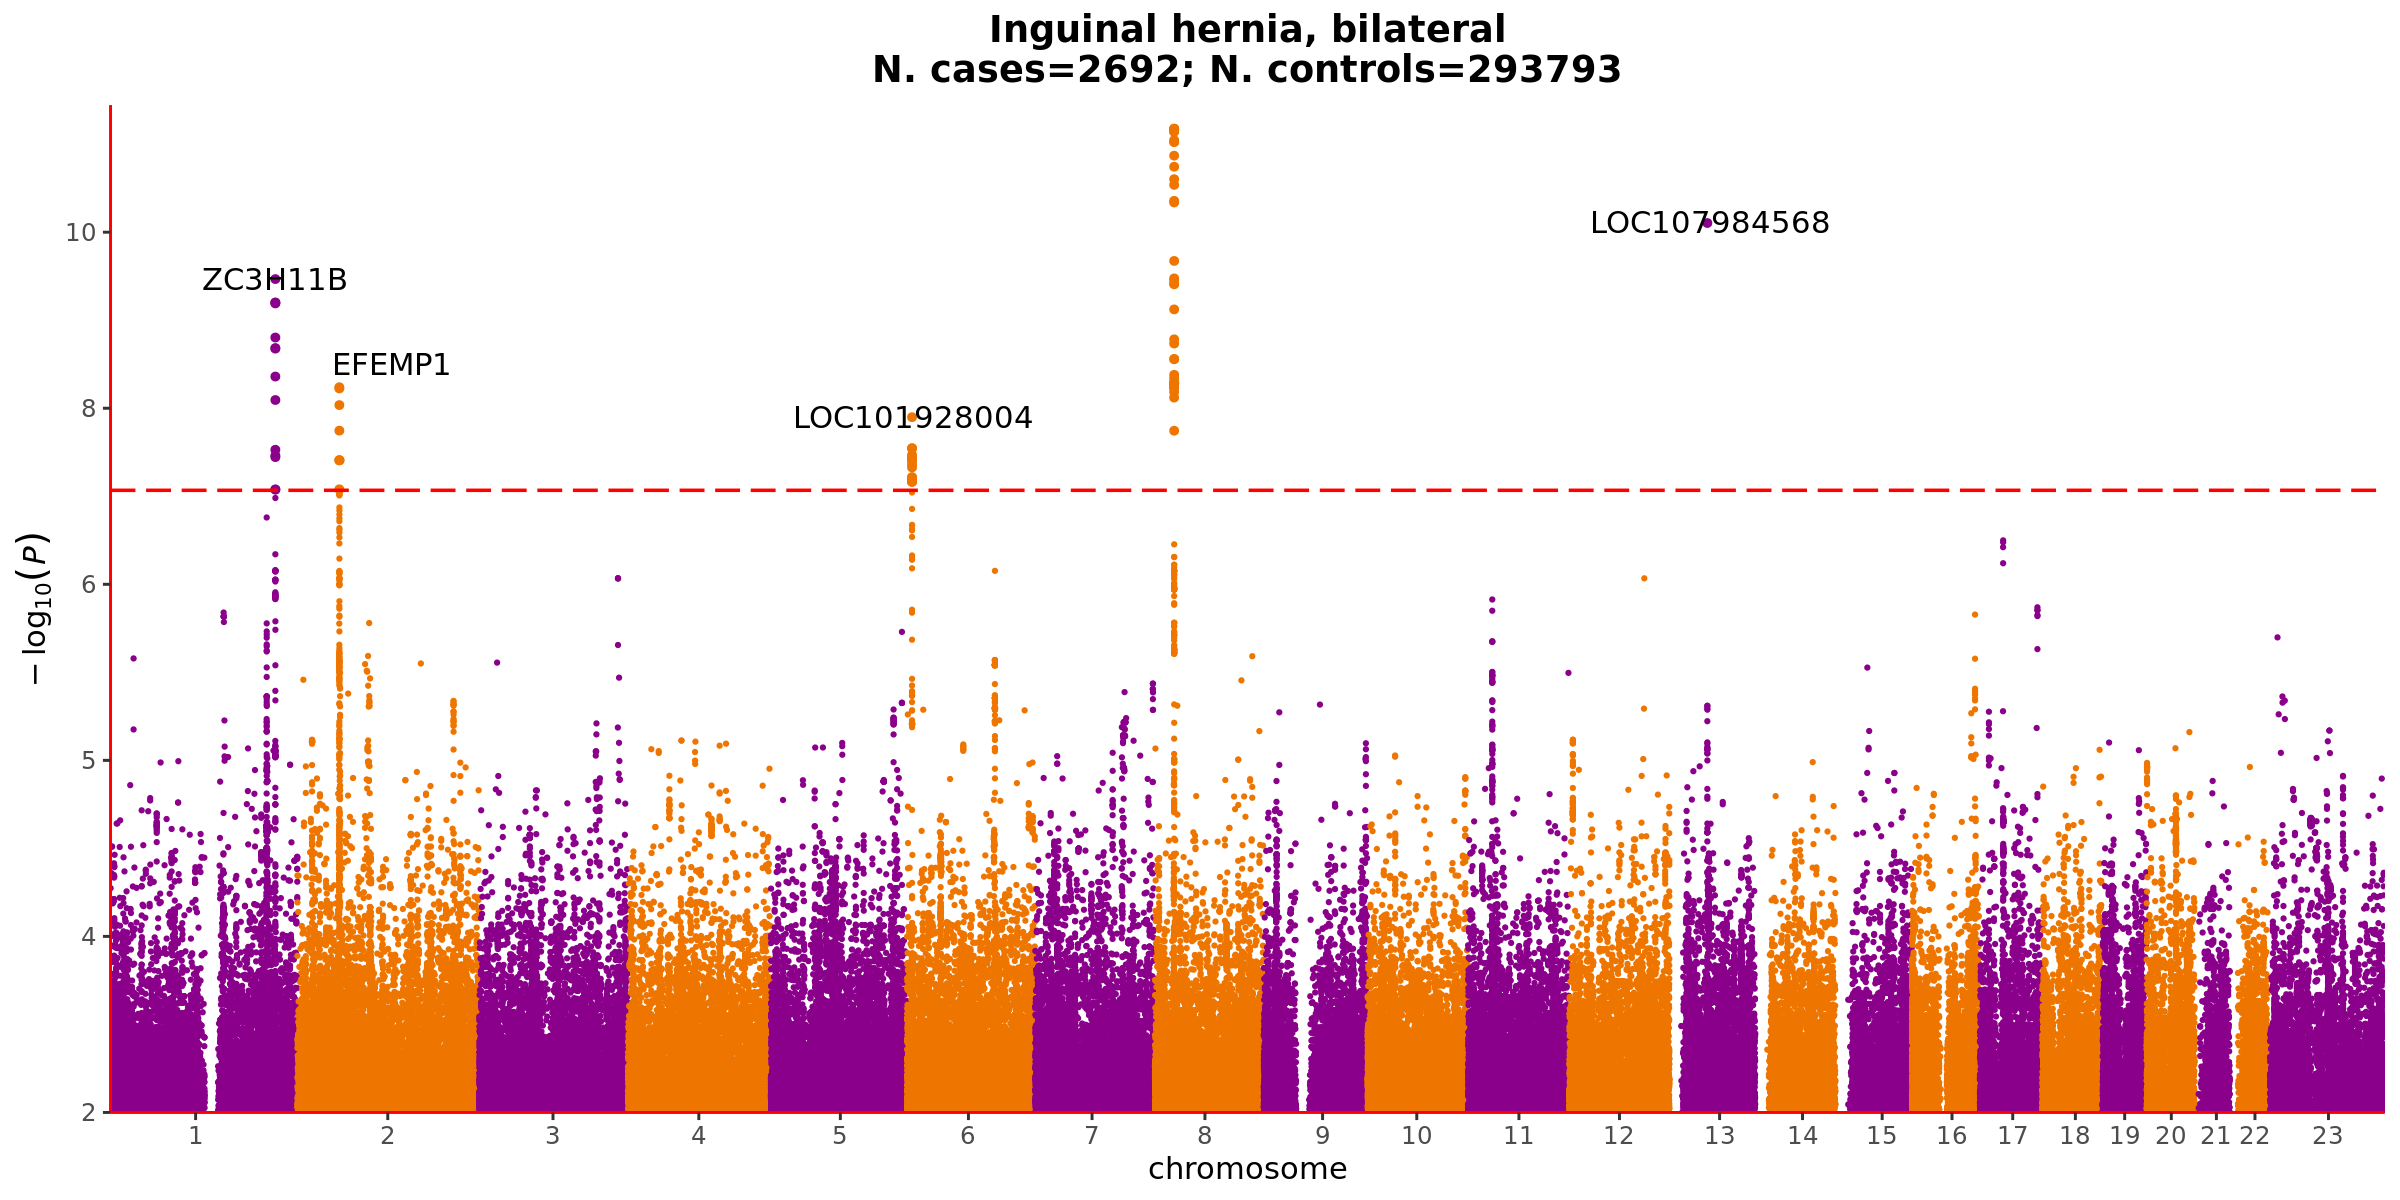 Inguinal hernia, bilateral
N. cases=2692; N. controls=293793
10
8
6
5
4
2
− log₁₀(P)
ZC3H11B
EFEMP1
LOC101928004
LOC107984568
1 2 3 4 5 6 7 8 9 10 11 12 13 14 15 16 17 18 19 20 21 22 23
chromosome